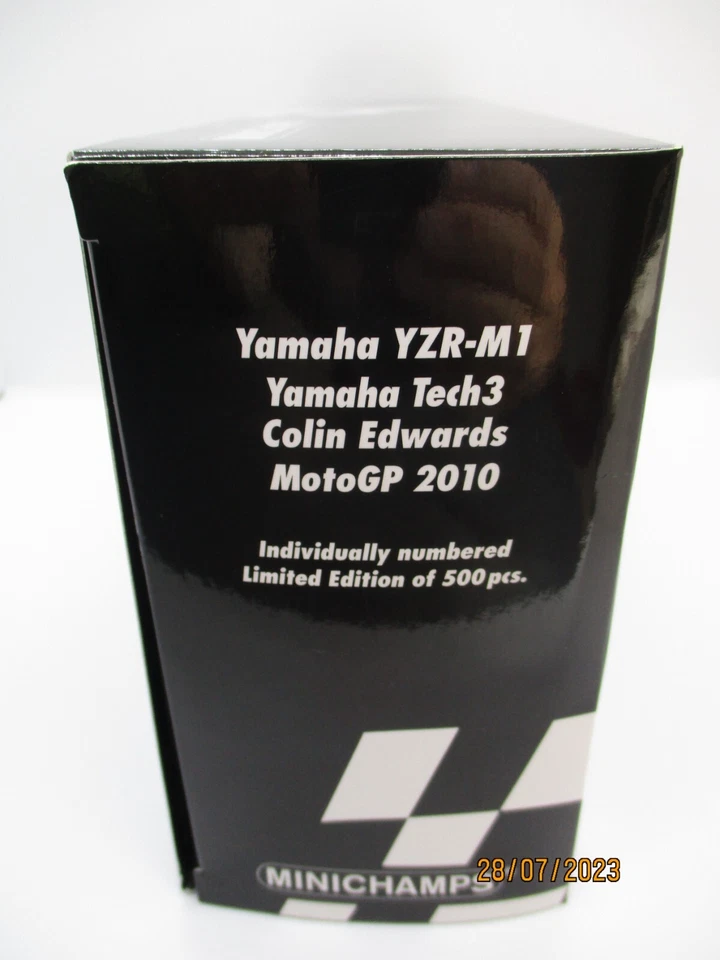 Yamaha YZR-M1
Yamaha Tech3
Colin Edwards
MotoGP 2010
Individually numbered
Limited Edition of 500 pcs.
MINICHAMPS
28/07/2023